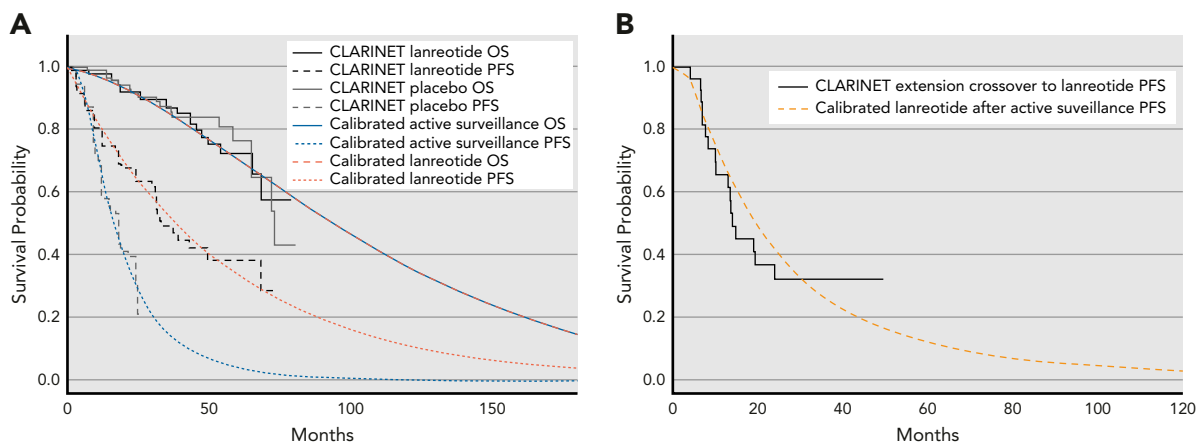 A
Survival Probability
1.0
0.8
0.6
0.4
0.2
0.0
0
50
100
150
Months
CLARINET lanreotide OS
CLARINET lanreotide PFS
CLARINET placebo OS
CLARINET placebo PFS
Calibrated active surveillance OS
Calibrated active surveillance PFS
Calibrated lanreotide OS
Calibrated lanreotide PFS
B
Survival Probability
1.0
0.8
0.6
0.4
0.2
0.0
0
20
40
60
80
100
120
Months
CLARINET extension crossover to lanreotide PFS
Calibrated lanreotide after active suveillance PFS